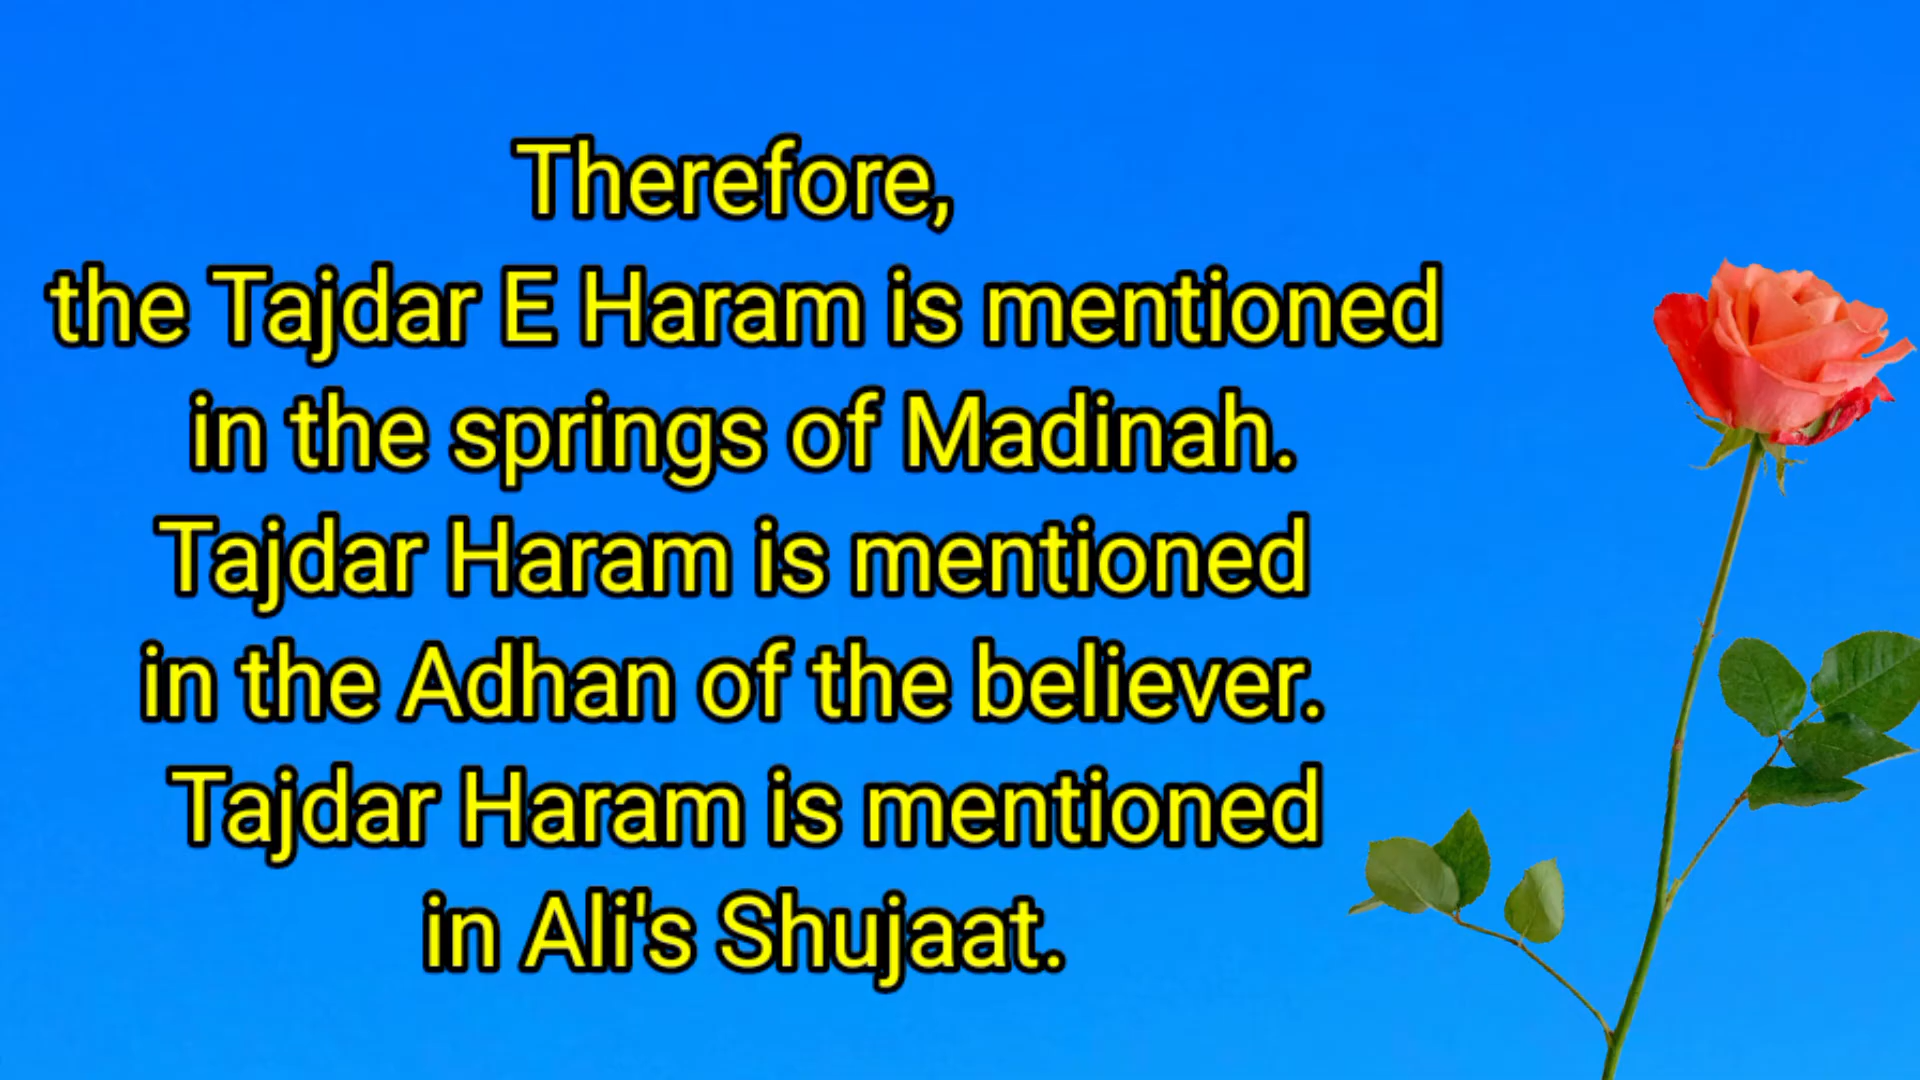 Therefore,
the Tajdar E Haram is mentioned
in the springs of Madinah.
Tajdar Haram is mentioned
in the Adhan of the believer.
Tajdar Haram is mentioned
in Ali's Shujaat.